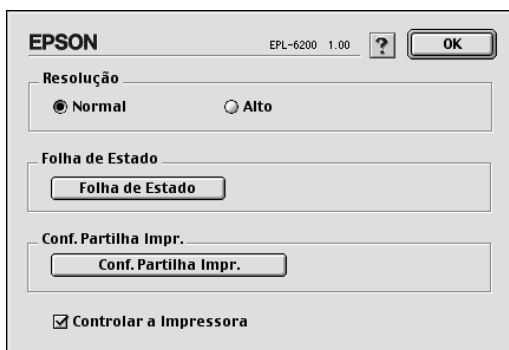 EPSON EPL-6200 1.00 ? OK
Resolução
Normal Alto
Folha de Estado
Folha de Estado
Conf. Partilha Impr.
Conf. Partilha Impr.
Controlar a Impressora